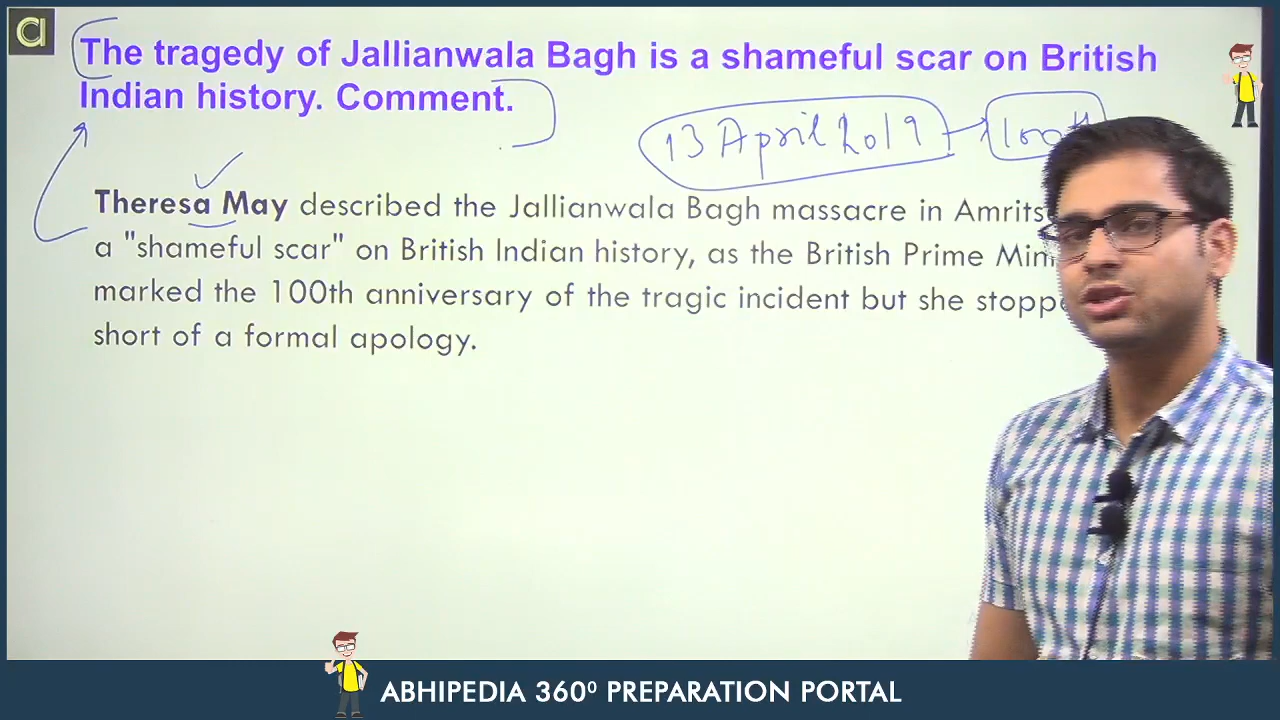 The tragedy of Jallianwala Bagh is a shameful scar on British
Indian history. Comment.
13 April 2019 100th
Theresa May described the Jallianwala Bagh massacre in Amrits
a "shameful scar" on British Indian history, as the British Prime Min
marked the 100th anniversary of the tragic incident but she stoppe
short of a formal apology.
ABHIPEDIA 360⁰ PREPARATION PORTAL